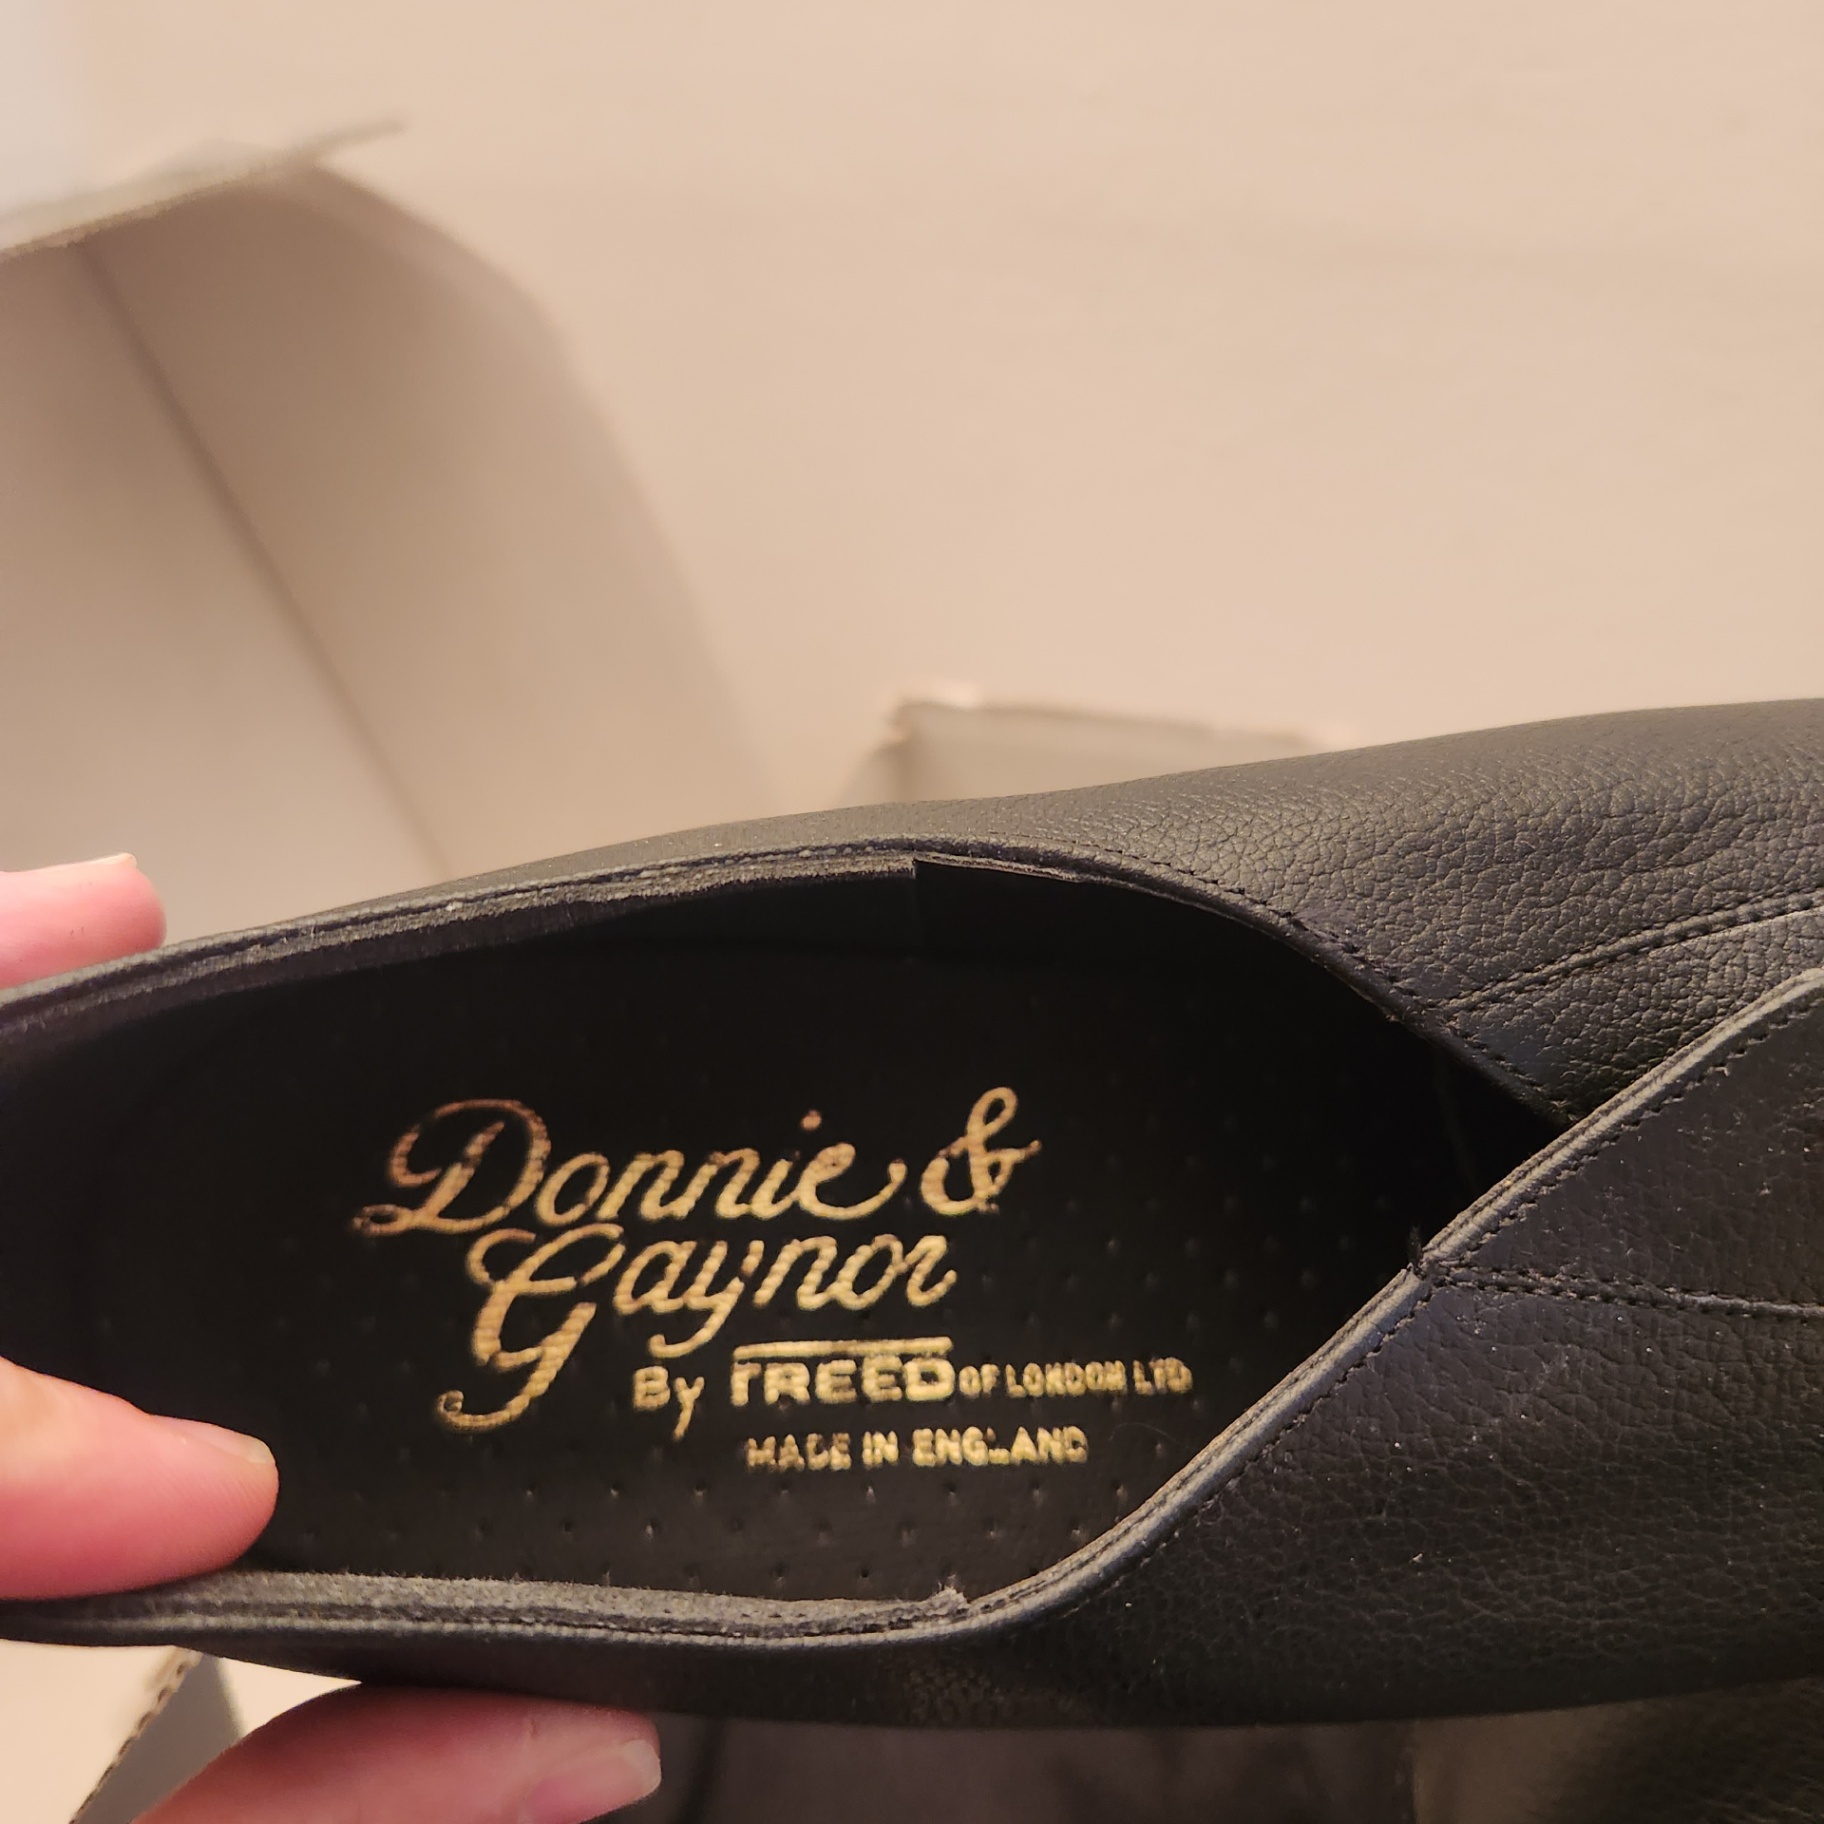 Donnie &
Gaynor
By FREED OF LONDON LTD
MADE IN ENGLAND